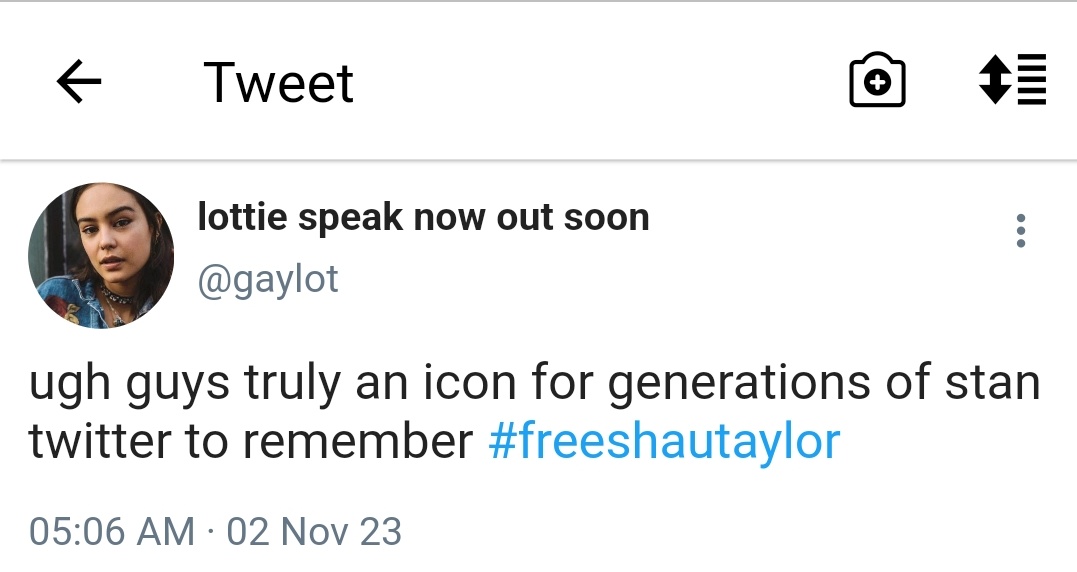 Tweet
lottie speak now out soon
@gaylot
ugh guys truly an icon for generations of stan
twitter to remember #freeshautaylor
05:06 AM · 02 Nov 23